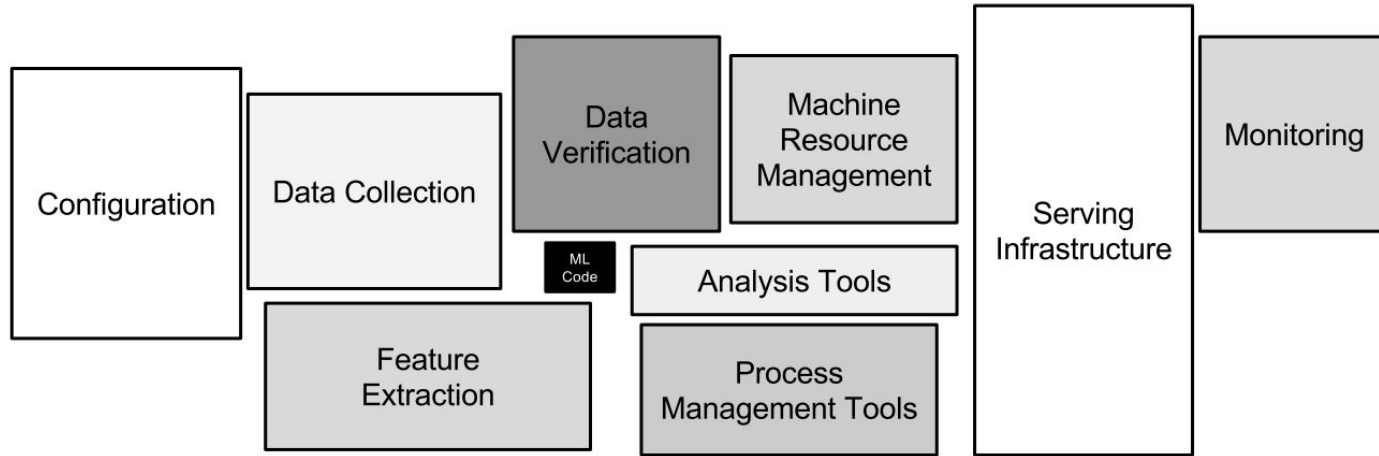 Configuration
Data Collection
Feature
Extraction
Data
Verification
ML
Code
Machine
Resource
Management
Analysis Tools
Process
Management Tools
Serving
Infrastructure
Monitoring